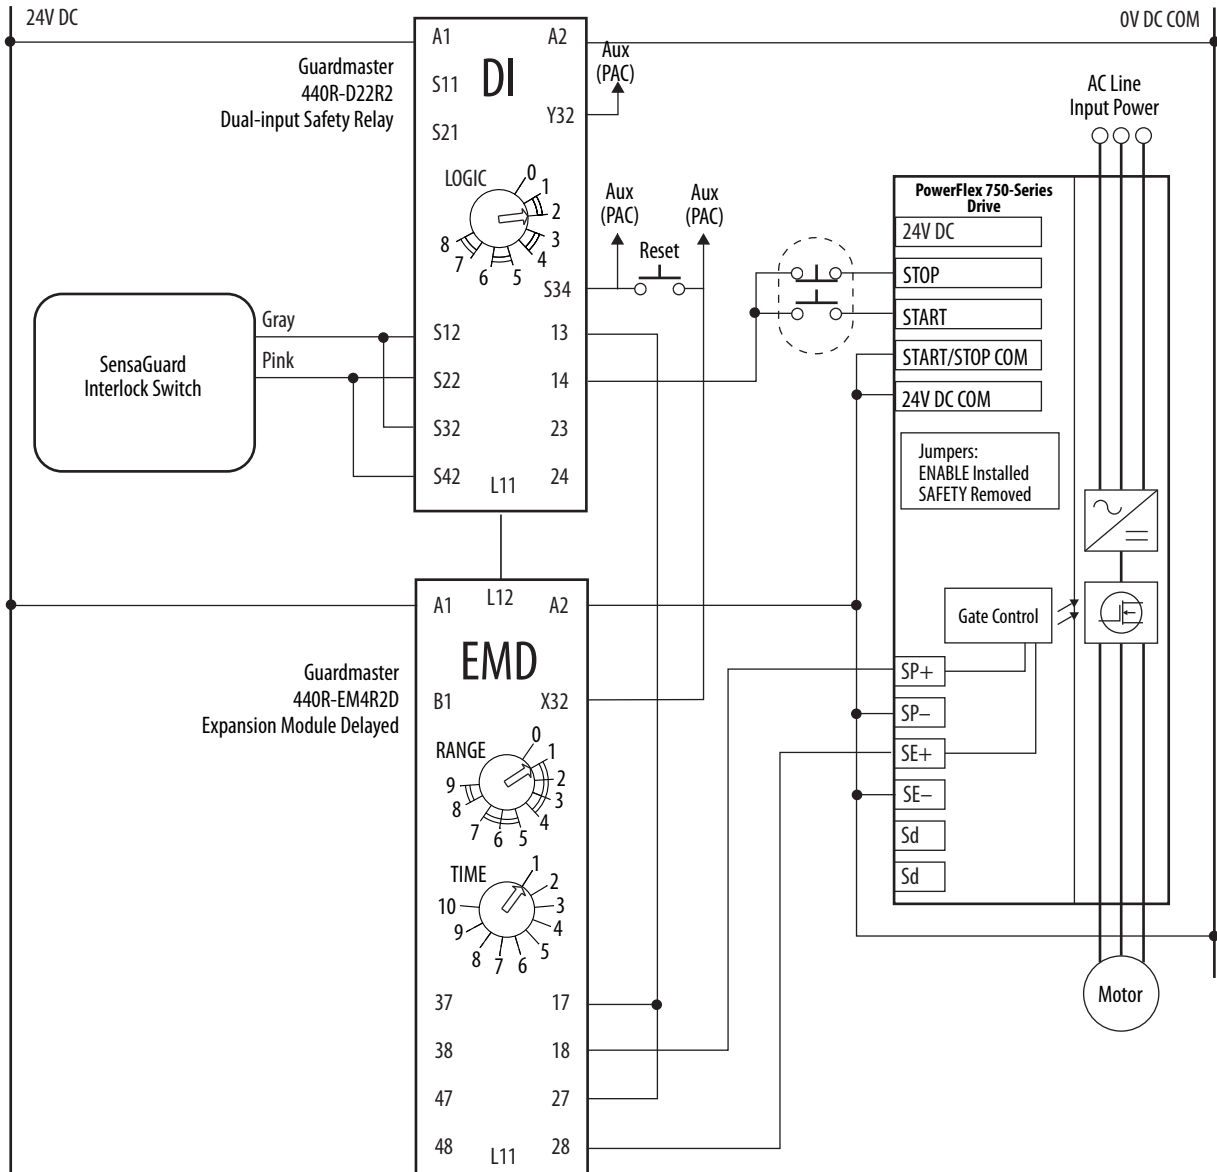 24V DC
0V DC COM
Guardmaster
440R-D22R2
Dual-input Safety Relay
A1
A2
S11
DI
S21
Y32
Aux
(PAC)
LOGIC
0
1
2
3
4
5
6
7
8
S34
Aux
(PAC)
Reset
Aux
(PAC)
S12
13
S22
14
S32
23
S42
24
L11
SensaGuard
Interlock Switch
Gray
Pink
AC Line
Input Power
PowerFlex 750-Series
Drive
24V DC
STOP
START
START/STOP COM
24V DC COM
Jumpers:
ENABLE Installed
SAFETY Removed
Gate Control
SP+
SP–
SE+
SE–
Sd
Sd
Motor
Guardmaster
440R-EM4R2D
Expansion Module Delayed
A1
L12
A2
EMD
B1
X32
RANGE
0
1
2
3
4
5
6
7
8
9
TIME
1
2
3
4
5
6
7
8
9
10
37
17
38
18
47
27
48
28
L11